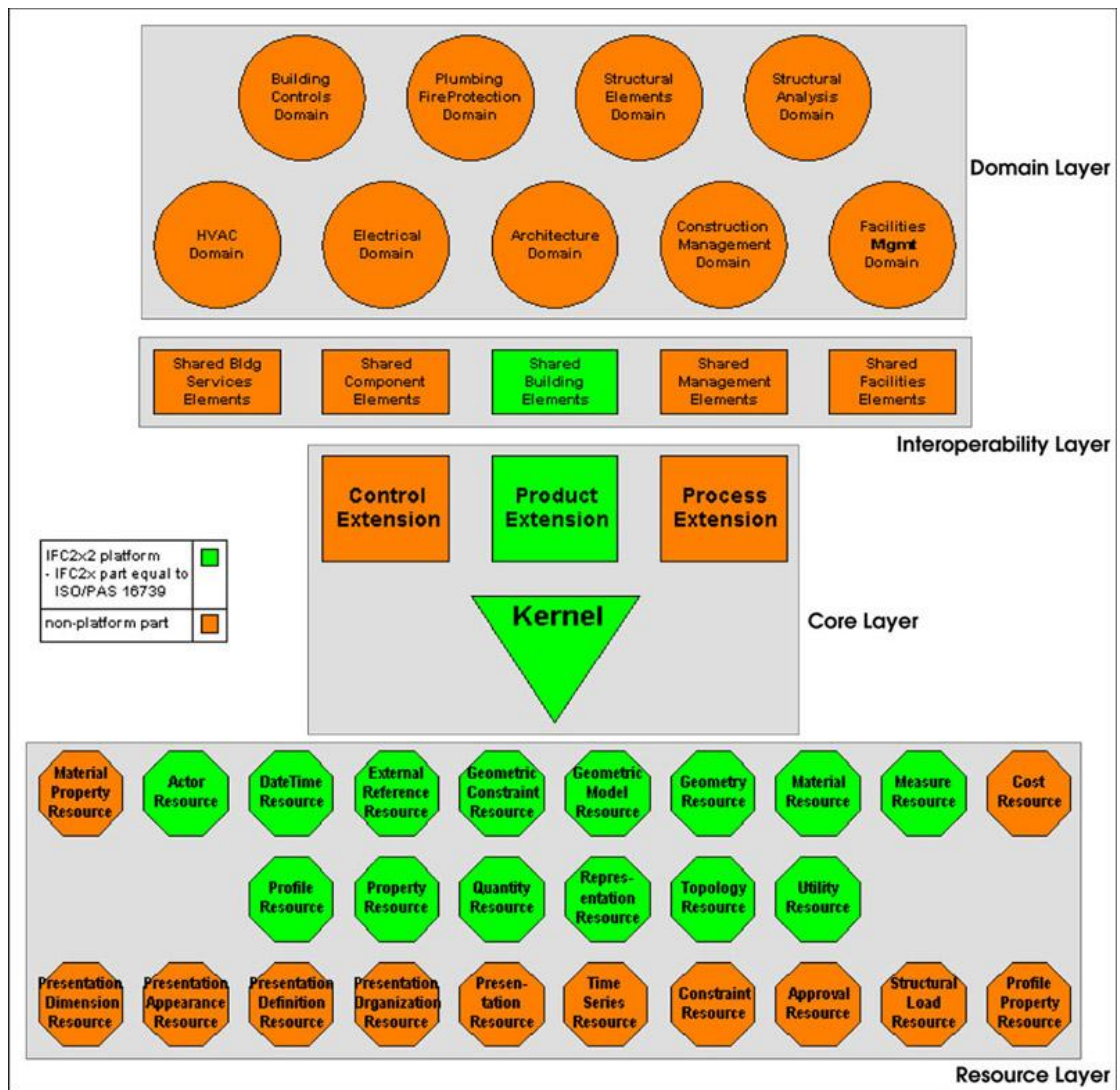 Building
Controls
Domain
Plumbing
FireProtection
Domain
Structural
Elements
Domain
Structural
Analysis
Domain
Domain Layer
HVAC
Domain
Electrical
Domain
Architecture
Domain
Construction
Management
Domain
Facilities
Mgmt
Domain
Shared Bldg
Services
Elements
Shared
Component
Elements
Shared
Building
Elements
Shared
Management
Elements
Shared
Facilities
Elements
Interoperability Layer
Control
Extension
Product
Extension
Process
Extension
IFC2x2 platform
- IFC2x part equal to
ISO/PAS 16739
non-platform part
Kernel
Core Layer
Material
Property
Resource
Actor
Resource
DateTime
Resource
External
Reference
Resource
Geometric
Constraint
Resource
Geometric
Model
Resource
Geometry
Resource
Material
Resource
Measure
Resource
Cost
Resource
Profile
Resource
Property
Resource
Quantity
Resource
Repres-
entation
Resource
Topology
Resource
Utility
Resource
Presentation
Dimension
Resource
Presentation
Appearance
Resource
Presentation
Definition
Resource
Presentation
Organization
Resource
Presen-
tation
Resource
Time
Series
Resource
Constraint
Resource
Approval
Resource
Structural
Load
Resource
Profile
Property
Resource
Resource Layer